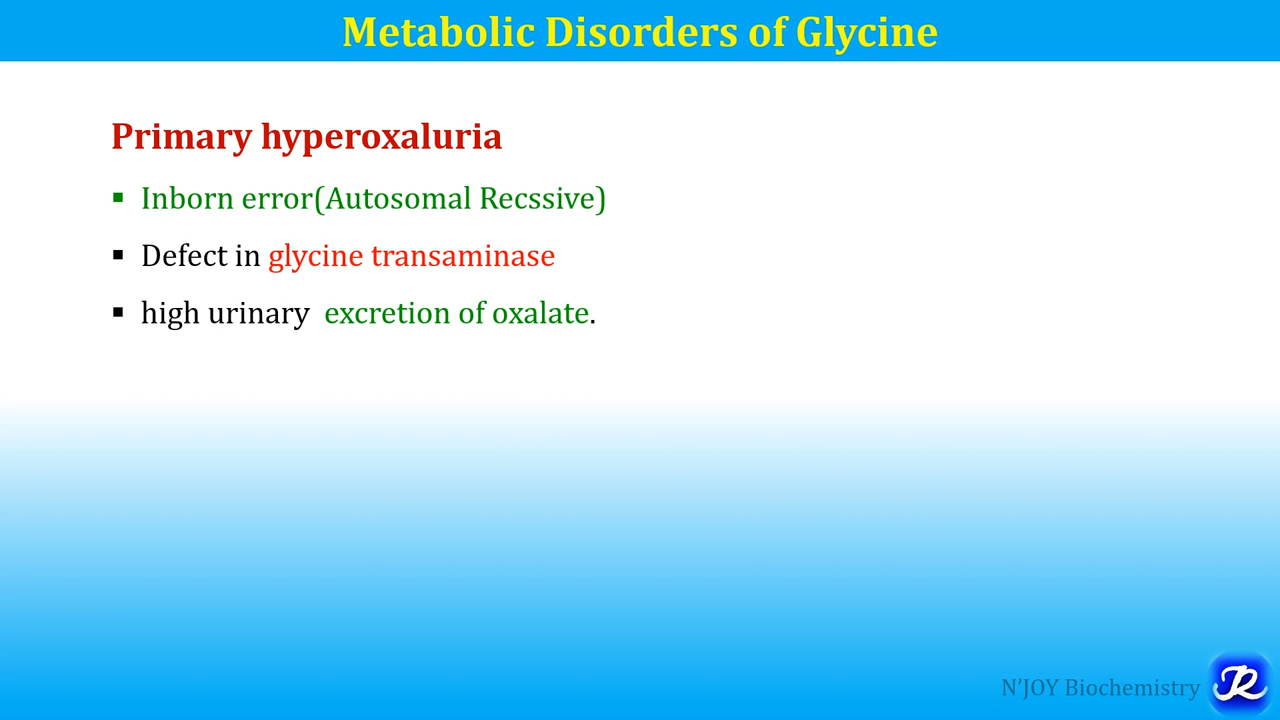 Metabolic Disorders of Glycine
Primary hyperoxaluria
▪ Inborn error(Autosomal Recssive)
▪ Defect in glycine transaminase
▪ high urinary excretion of oxalate.
N'JOY Biochemistry